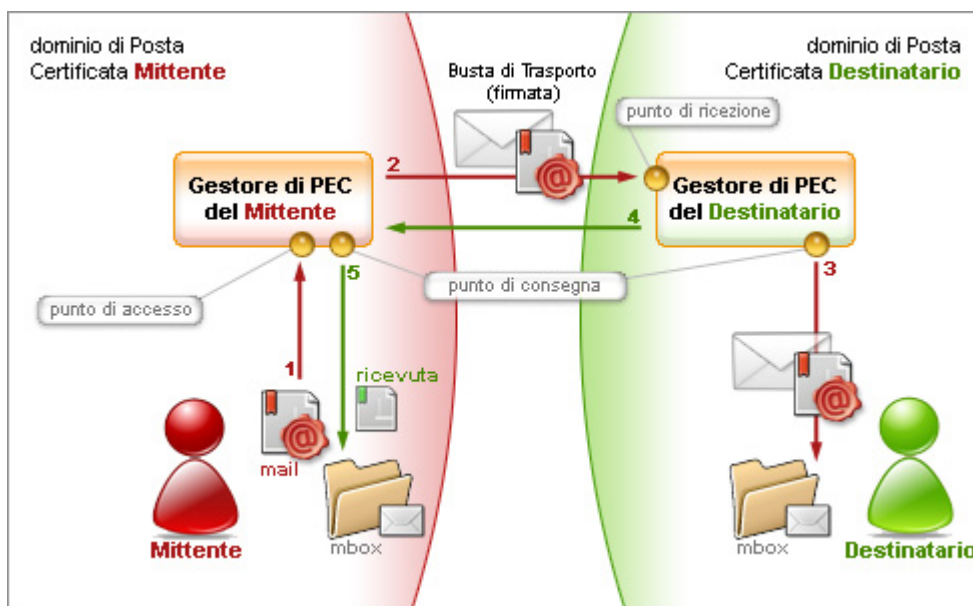 dominio di Posta
Certificata Mittente
dominio di Posta
Certificata Destinatario
Busta di Trasporto
(firmata)
punto di ricezione
2
Gestore di PEC
del Mittente
Gestore di PEC
del Destinatario
4
5
3
punto di consegna
punto di accesso
1
ricevuta
mail
Mittente
mbox
mbox
Destinatario